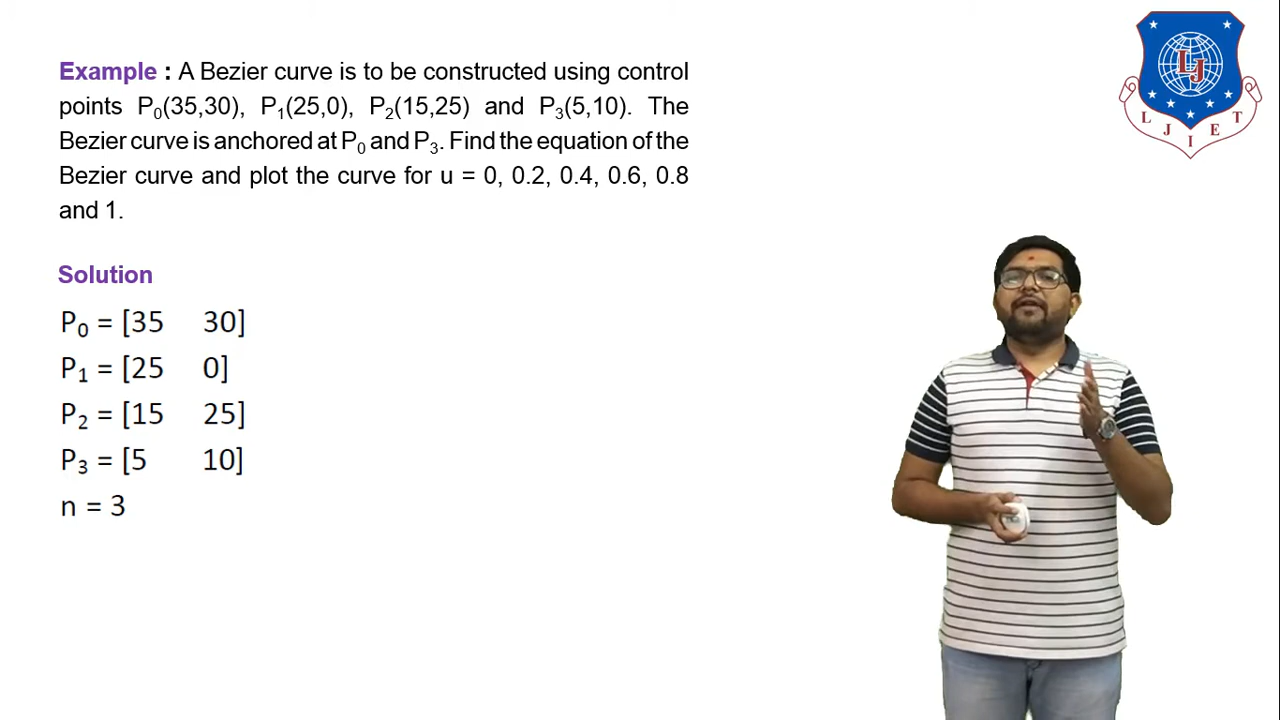 Example : A Bezier curve is to be constructed using control
points P₀(35,30), P₁(25,0), P₂(15,25) and P₃(5,10). The
Bezier curve is anchored at P₀ and P₃. Find the equation of the
Bezier curve and plot the curve for u = 0, 0.2, 0.4, 0.6, 0.8
and 1.
Solution
P₀ = [35 30]
P₁ = [25 0]
P₂ = [15 25]
P₃ = [5 10]
n = 3
LJ
L J I E T